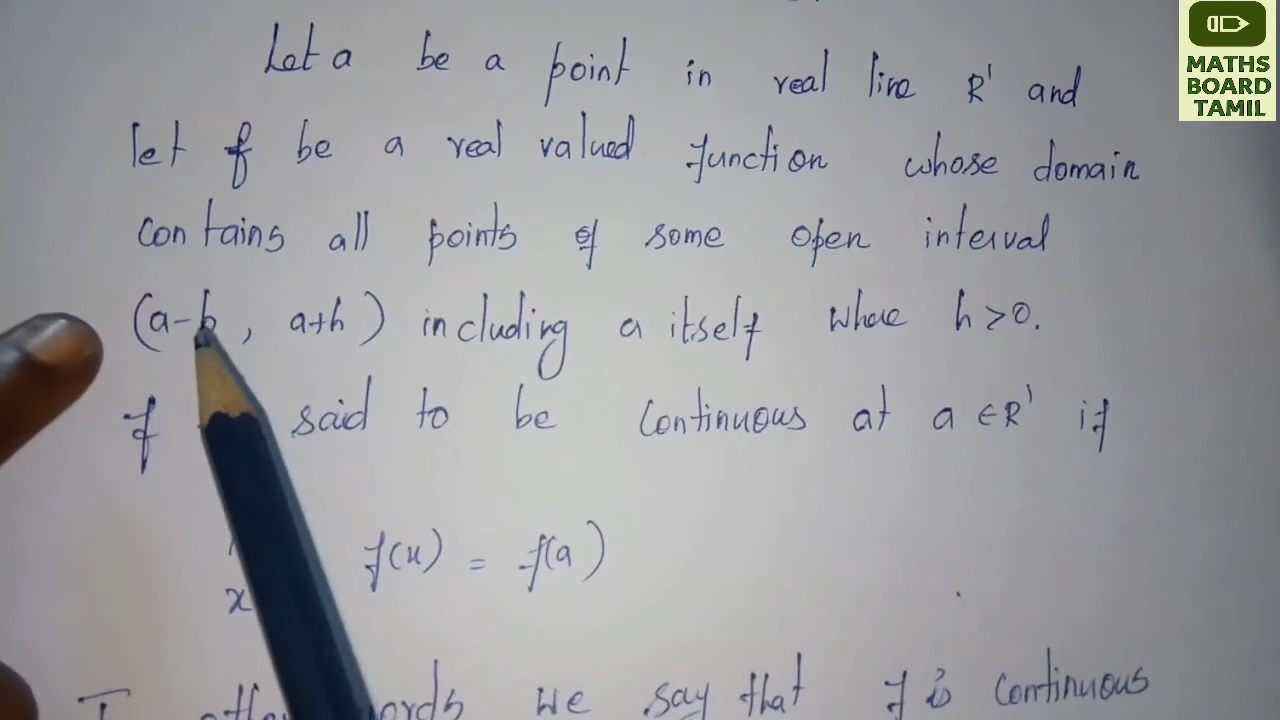 Let a be a point in real line R¹ and
let f be a real valued function whose domain
contains all points of some open interval
(a-h, a+h) including a itself where h>0.
f said to be continuous at a ∈ R¹ if
f(x) = f(a)
x
we say that f is continuous
MATHS
BOARD
TAMIL